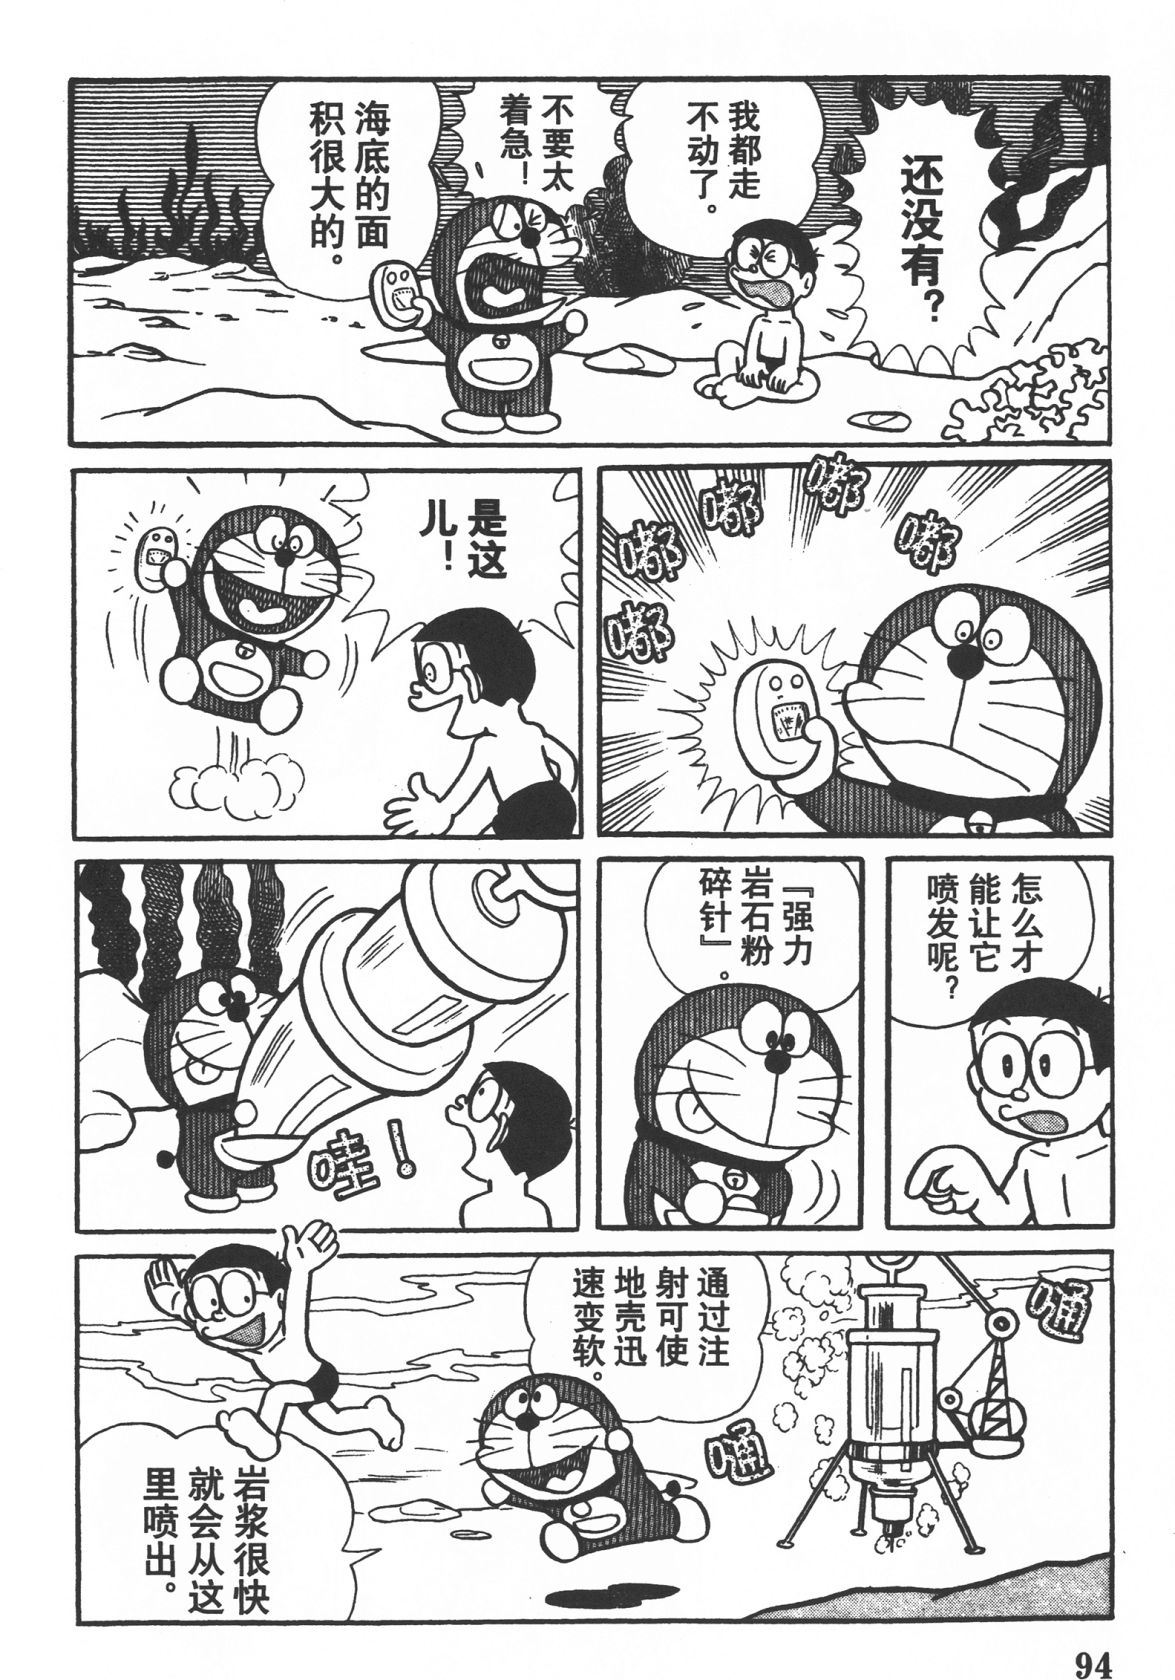 还没有？
我都走
不动了。
不要太
着急！
海底的面
积很大的。
嘟
嘟
嘟
嘟
嘟
是这
儿！
怎么才
能让它
喷发呢？
『强力
岩石粉
碎针』。
哇！
嗵
嗵
通过注
射可使
地壳迅
速变软。
岩浆很快
就会从这
里喷出。
94